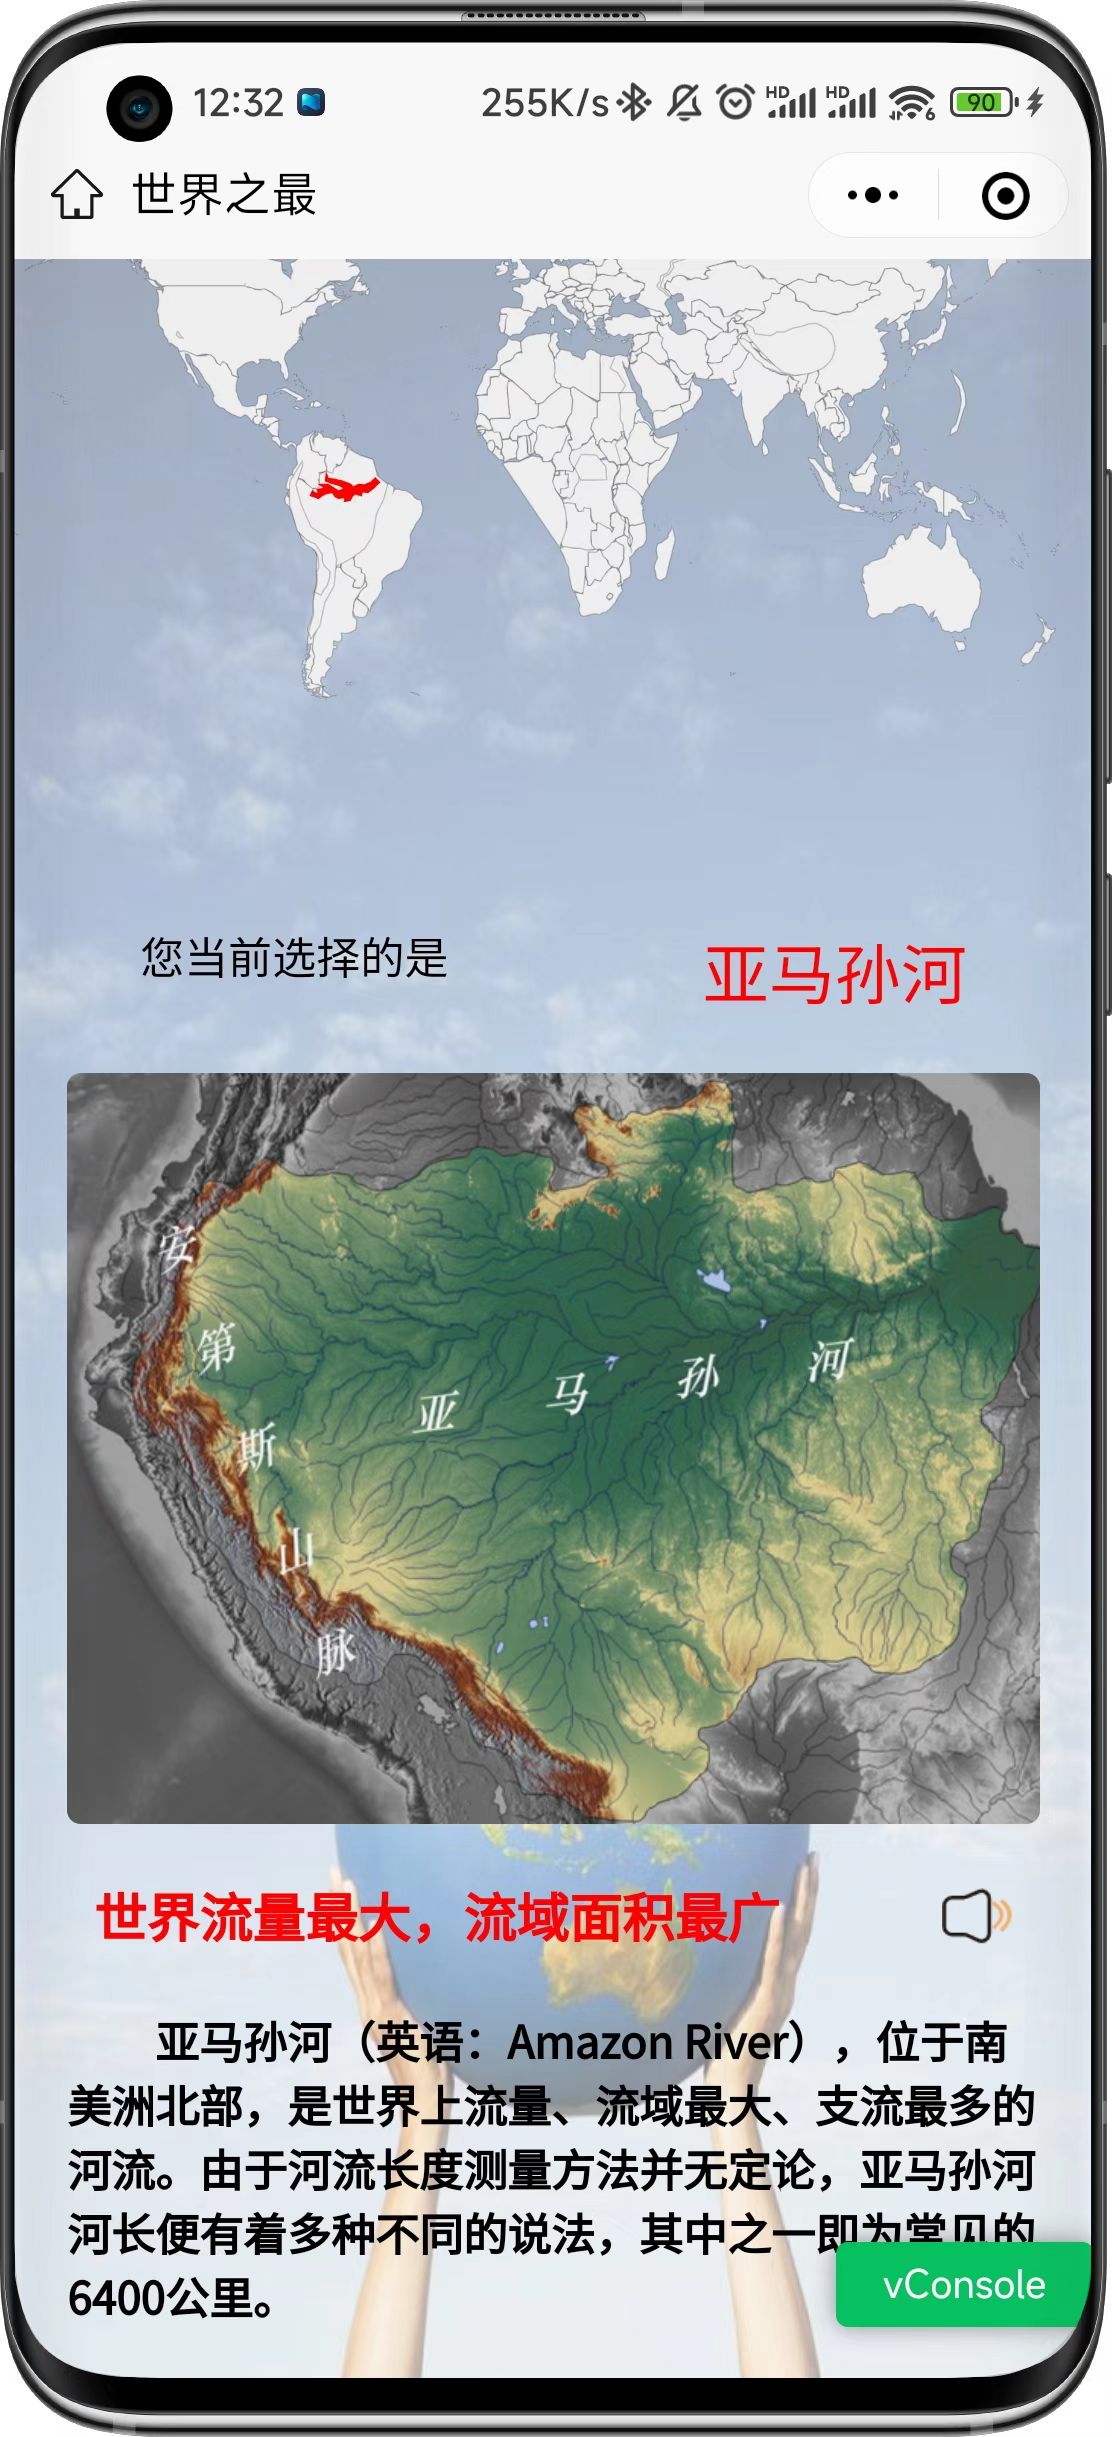 12:32
255K/s
HD
HD
6
90
世界之最
您当前选择的是
亚马孙河
安第斯山脉
亚马孙河
世界流量最大，流域面积最广
亚马孙河（英语：Amazon River），位于南
美洲北部，是世界上流量、流域最大、支流最多的
河流。由于河流长度测量方法并无定论，亚马孙河
河长便有着多种不同的说法，其中之一即为常见的
6400公里。
vConsole